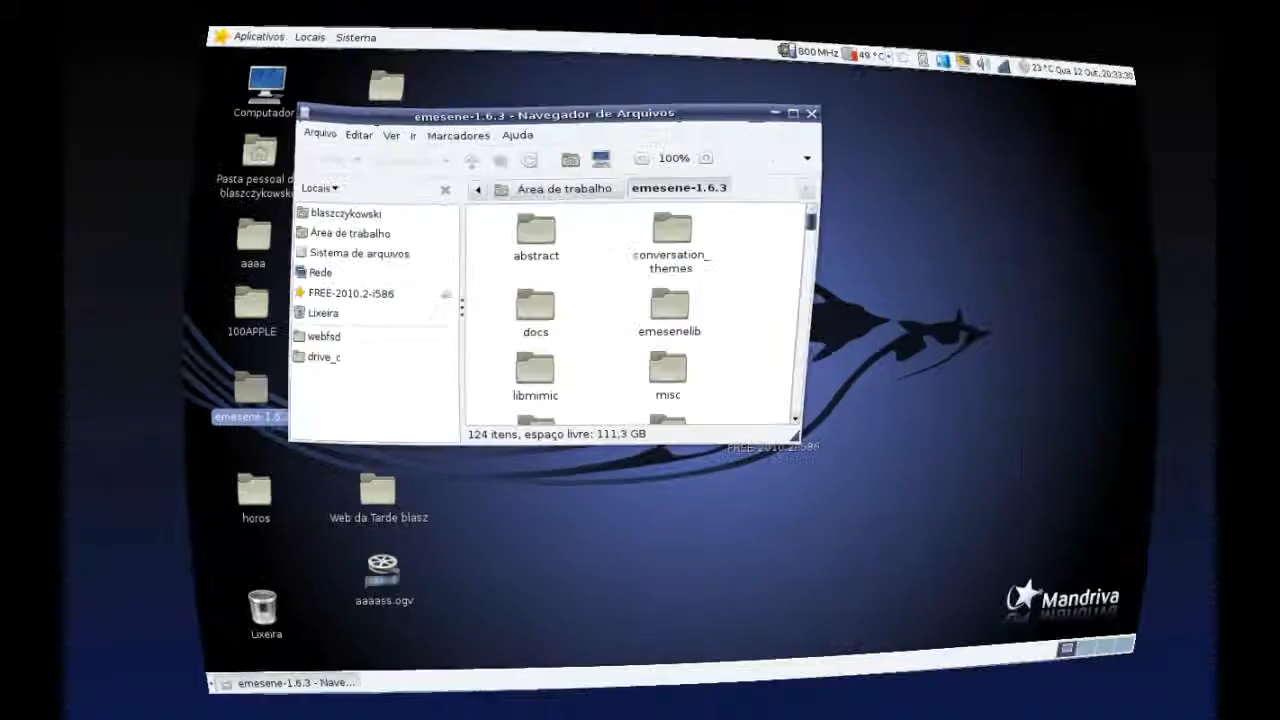 Aplicativos Locais Sistema
800 MHz 49 °C 23 °C Qua 12 Out, 20:33:30
Computador
emesene-1.6.3 - Navegador de Arquivos
Arquivo Editar Ver Ir Marcadores Ajuda
100%
Pasta pessoal d
blaszczykowski
Locais
Área de trabalho emesene-1.6.3
blaszczykowski
Área de trabalho
Sistema de arquivos
Rede
FREE-2010.2-i586
Lixeira
webfsd
drive_c
abstract
conversation_
themes
docs
emesenelib
libmimic
misc
124 itens, espaço livre: 111,3 GB
aaaa
100APPLE
emesene-1.6...
FREE-2010.2-i586
horos
Web da Tarde blasz
aaaass.ogv
Lixeira
Mandriva
emesene-1.6.3 - Nave...